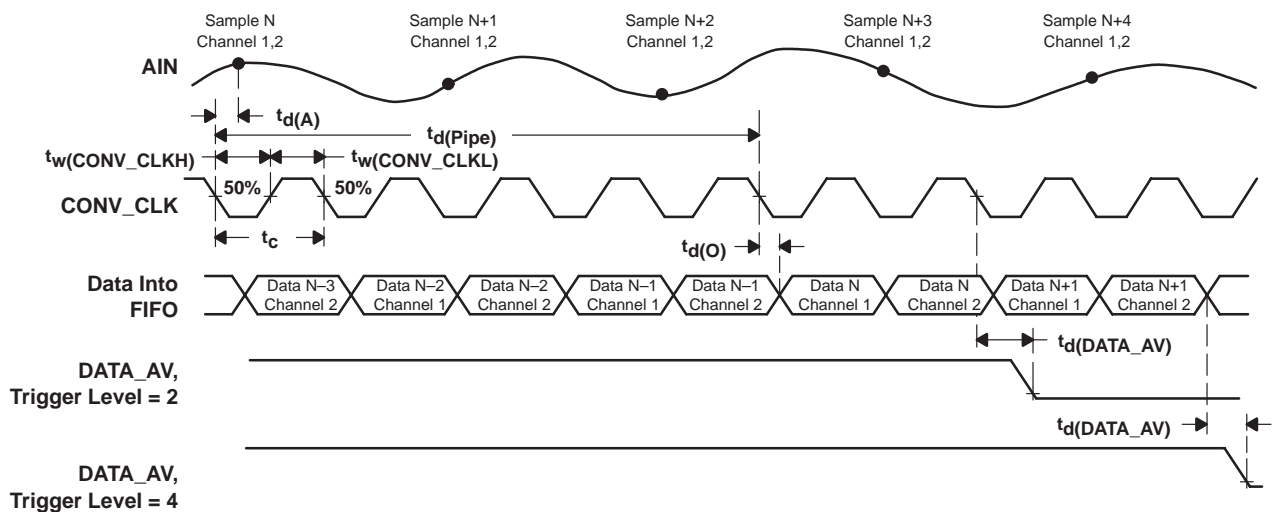 Sample N
Channel 1,2
Sample N+1
Channel 1,2
Sample N+2
Channel 1,2
Sample N+3
Channel 1,2
Sample N+4
Channel 1,2
AIN
td(A)
td(Pipe)
tw(CONV_CLKH)
tw(CONV_CLKL)
50%
50%
CONV_CLK
tc
td(O)
Data Into
FIFO
Data N–3
Channel 2
Data N–2
Channel 1
Data N–2
Channel 2
Data N–1
Channel 1
Data N–1
Channel 2
Data N
Channel 1
Data N
Channel 2
Data N+1
Channel 1
Data N+1
Channel 2
td(DATA_AV)
DATA_AV,
Trigger Level = 2
td(DATA_AV)
DATA_AV,
Trigger Level = 4